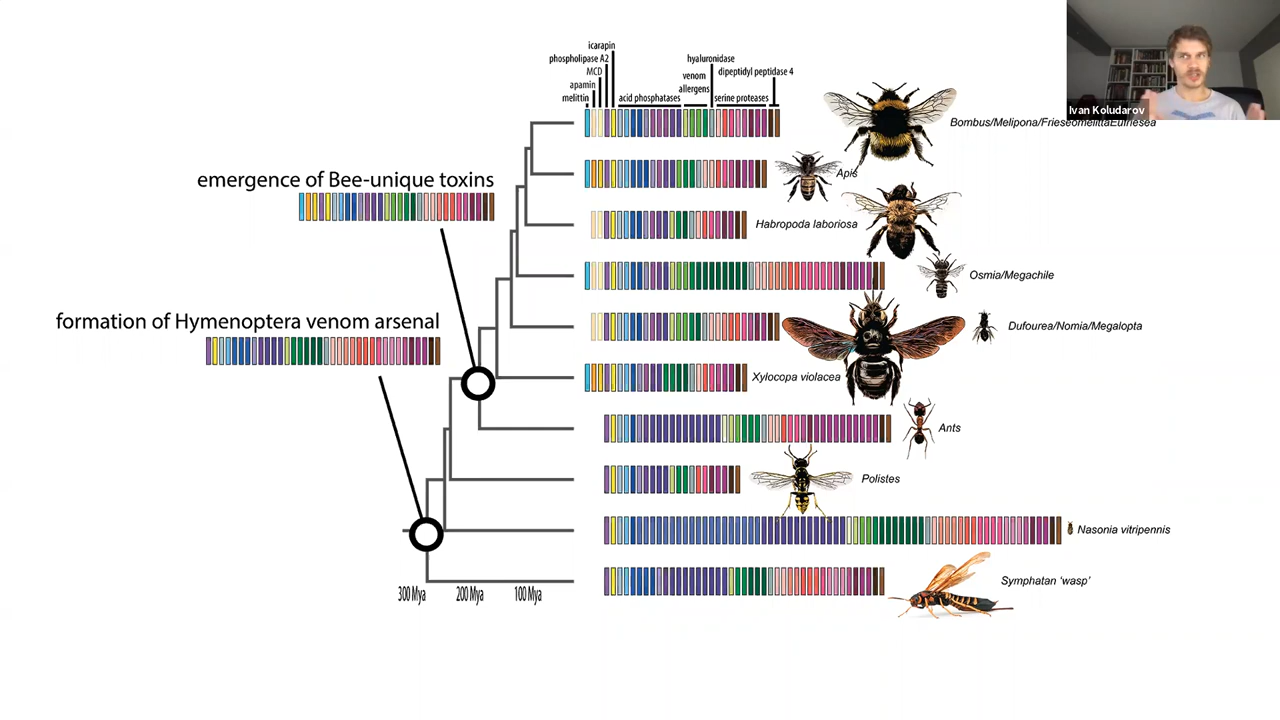 icarapin
phospholipase A2
hyaluronidase
MCD
dipeptidyl peptidase 4
venom
apamin
allergens
melittin
acid phosphatases
serine proteases
Ivan Koludarov
Bombus/Melipona/FrieseomelittaEufriesea
emergence of Bee-unique toxins
Apis
Habropoda laboriosa
Osmia/Megachile
formation of Hymenoptera venom arsenal
Dufourea/Nomia/Megalopta
Xylocopa violacea
Ants
Polistes
Nasonia vitripennis
Symphatan ‘wasp’
300 Mya
200 Mya
100 Mya